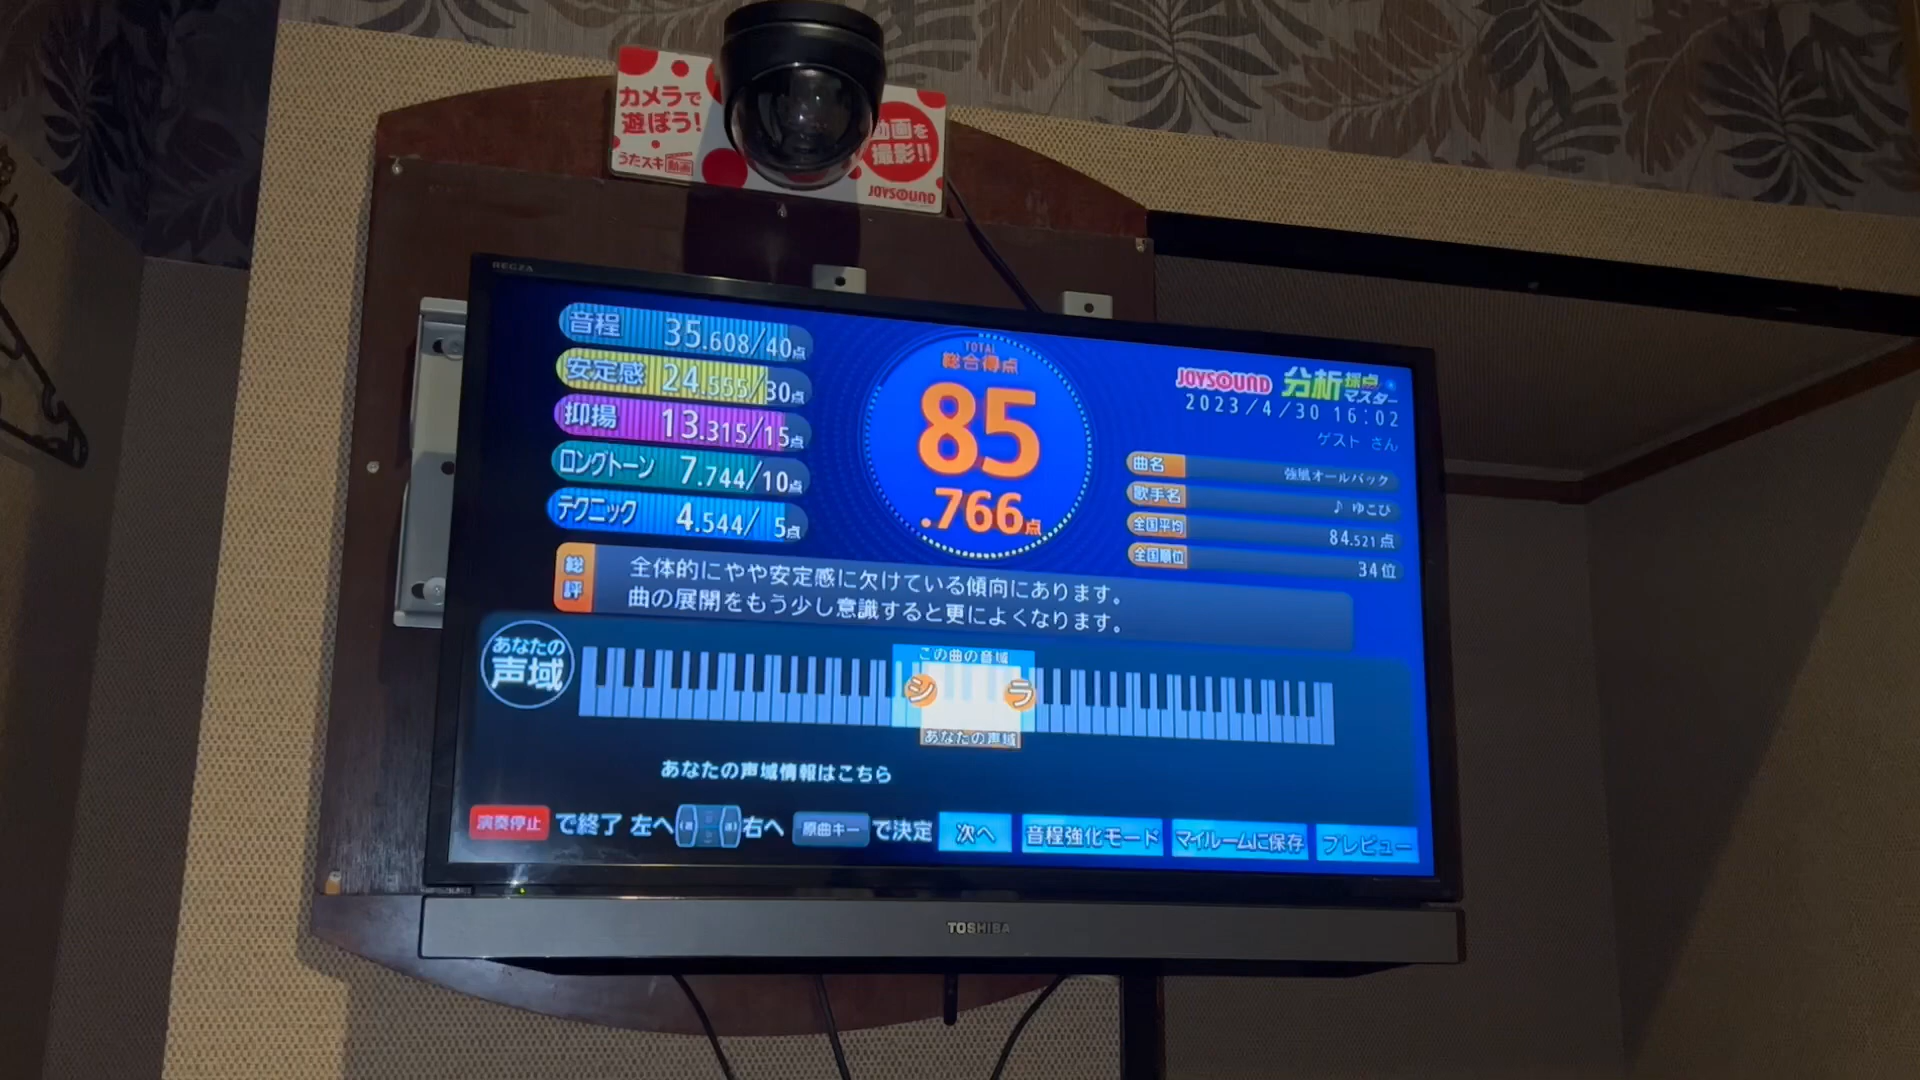 カメラで
遊ぼう!
うたスキ動画
動画を
撮影!!
JOYSOUND
REGZA
音程 35.608/40点
安定感 24.555/30点
抑揚 13.315/15点
ロングトーン 7.744/10点
テクニック 4.544/ 5点
TOTAL
総合得点
85
.766点
JOYSOUND 分析採点マスター
2023/4/30 16:02
ゲスト さん
曲名 強風オールバック
歌手名 ♪ ゆこぴ
全国平均 84.521点
全国順位 34位
総評
全体的にやや安定感に欠けている傾向にあります。
曲の展開をもう少し意識すると更によくなります。
あなたの
声域
この曲の音域
シ ラ
あなたの声域
あなたの声域情報はこちら
演奏停止 で終了 左へ 右へ 原曲キー で決定 次へ 音程強化モード マイルームに保存 プレビュー
TOSHIBA